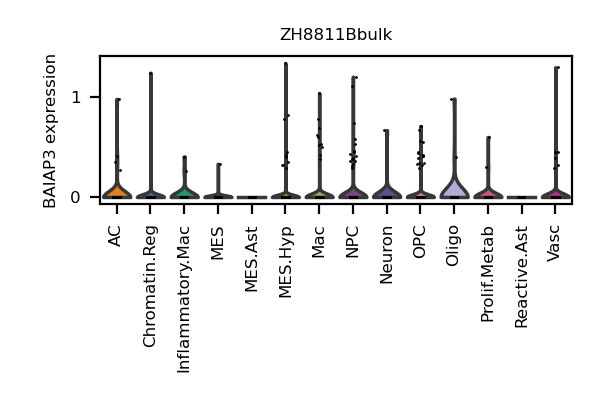 ZH8811Bbulk
BAIAP3 expression
1
0
AC
Chromatin.Reg
Inflammatory.Mac
MES
MES.Ast
MES.Hyp
Mac
NPC
Neuron
OPC
Oligo
Prolif.Metab
Reactive.Ast
Vasc